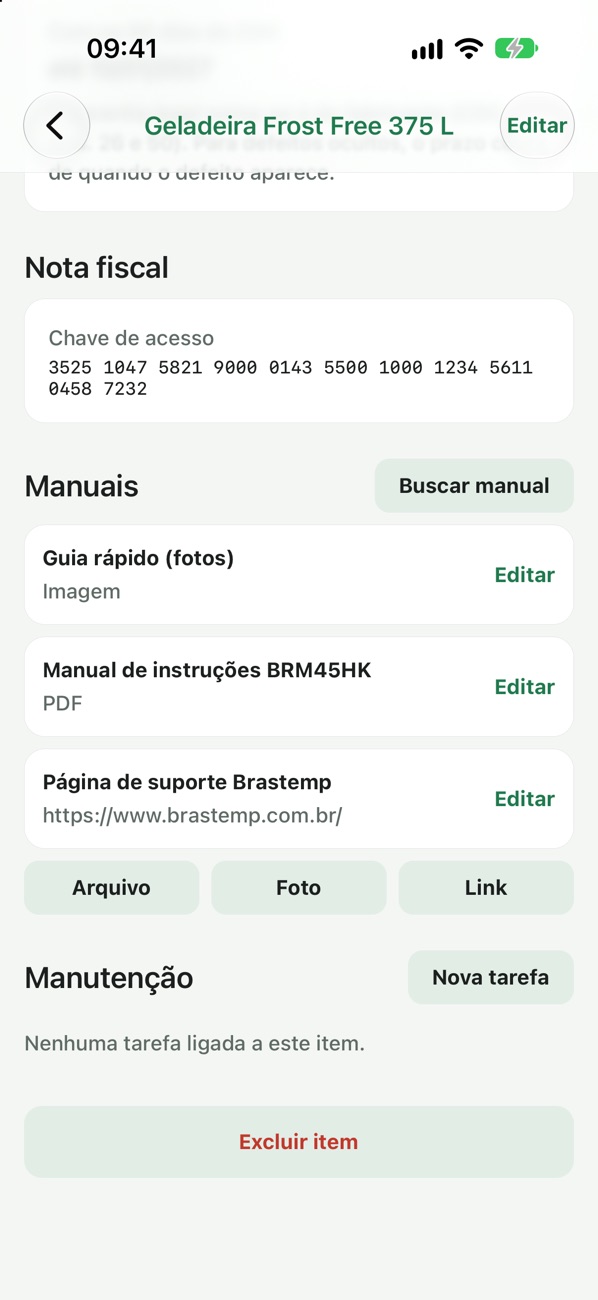 09:41
Geladeira Frost Free 375 L
Editar
de quando o defeito aparece.
Nota fiscal
Chave de acesso
3525 1047 5821 9000 0143 5500 1000 1234 5611
0458 7232
Manuais
Buscar manual
Guia rápido (fotos)
Imagem
Editar
Manual de instruções BRM45HK
PDF
Editar
Página de suporte Brastemp
https://www.brastemp.com.br/
Editar
Arquivo
Foto
Link
Manutenção
Nova tarefa
Nenhuma tarefa ligada a este item.
Excluir item